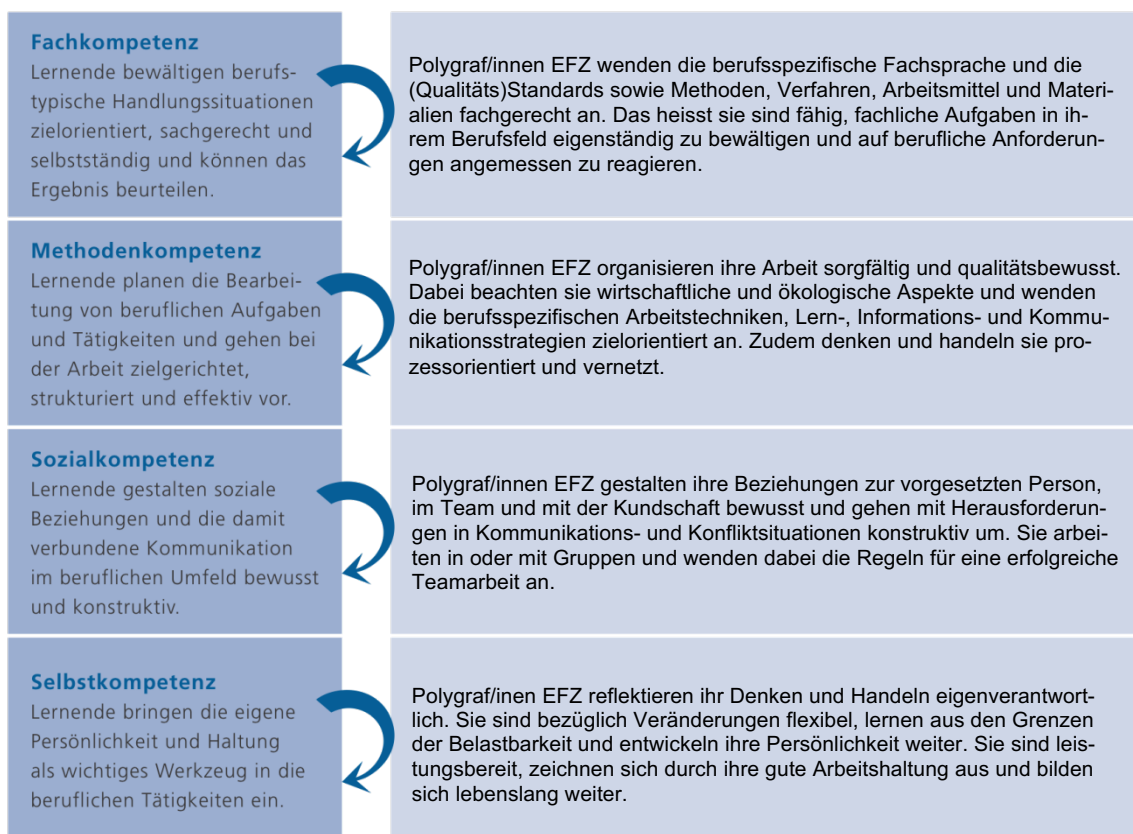 Fachkompetenz
Lernende bewältigen berufs-
typische Handlungssituationen
zielorientiert, sachgerecht und
selbstständig und können das
Ergebnis beurteilen.
Polygraf/innen EFZ wenden die berufsspezifische Fachsprache und die
(Qualitäts)Standards sowie Methoden, Verfahren, Arbeitsmittel und Materi-
alien fachgerecht an. Das heisst sie sind fähig, fachliche Aufgaben in ih-
rem Berufsfeld eigenständig zu bewältigen und auf berufliche Anforderun-
gen angemessen zu reagieren.
Methodenkompetenz
Lernende planen die Bearbei-
tung von beruflichen Aufgaben
und Tätigkeiten und gehen bei
der Arbeit zielgerichtet,
strukturiert und effektiv vor.
Polygraf/innen EFZ organisieren ihre Arbeit sorgfältig und qualitätsbewusst.
Dabei beachten sie wirtschaftliche und ökologische Aspekte und wenden
die berufsspezifischen Arbeitstechniken, Lern-, Informations- und Kommu-
nikationsstrategien zielorientiert an. Zudem denken und handeln sie pro-
zessorientiert und vernetzt.
Sozialkompetenz
Lernende gestalten soziale
Beziehungen und die damit
verbundene Kommunikation
im beruflichen Umfeld bewusst
und konstruktiv.
Polygraf/innen EFZ gestalten ihre Beziehungen zur vorgesetzten Person,
im Team und mit der Kundschaft bewusst und gehen mit Herausforderun-
gen in Kommunikations- und Konfliktsituationen konstruktiv um. Sie arbei-
ten in oder mit Gruppen und wenden dabei die Regeln für eine erfolgreiche
Teamarbeit an.
Selbstkompetenz
Lernende bringen die eigene
Persönlichkeit und Haltung
als wichtiges Werkzeug in die
beruflichen Tätigkeiten ein.
Polygraf/inen EFZ reflektieren ihr Denken und Handeln eigenverantwort-
lich. Sie sind bezüglich Veränderungen flexibel, lernen aus den Grenzen
der Belastbarkeit und entwickeln ihre Persönlichkeit weiter. Sie sind leis-
tungsbereit, zeichnen sich durch ihre gute Arbeitshaltung aus und bilden
sich lebenslang weiter.